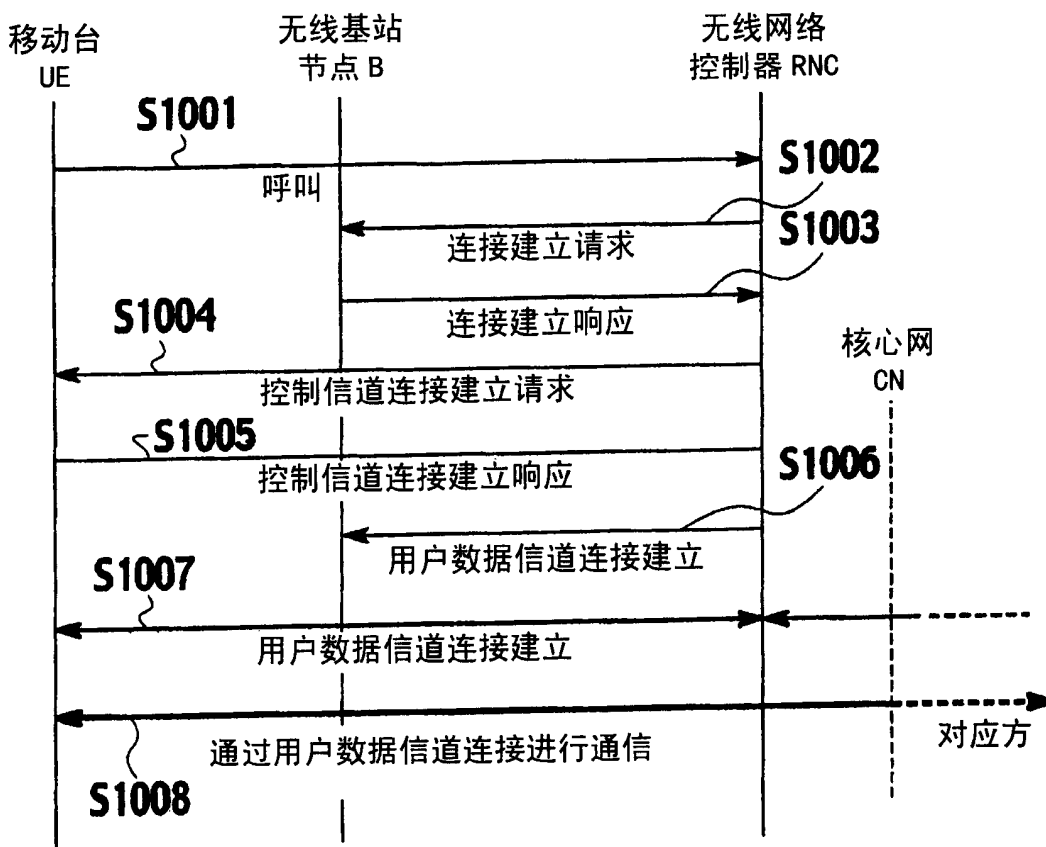 移动台
UE
无线基站
节点 B
无线网络
控制器 RNC
S1001
呼叫
S1002
连接建立请求
S1003
连接建立响应
S1004
控制信道连接建立请求
核心网
CN
S1005
控制信道连接建立响应
S1006
用户数据信道连接建立
S1007
用户数据信道连接建立
通过用户数据信道连接进行通信
对应方
S1008